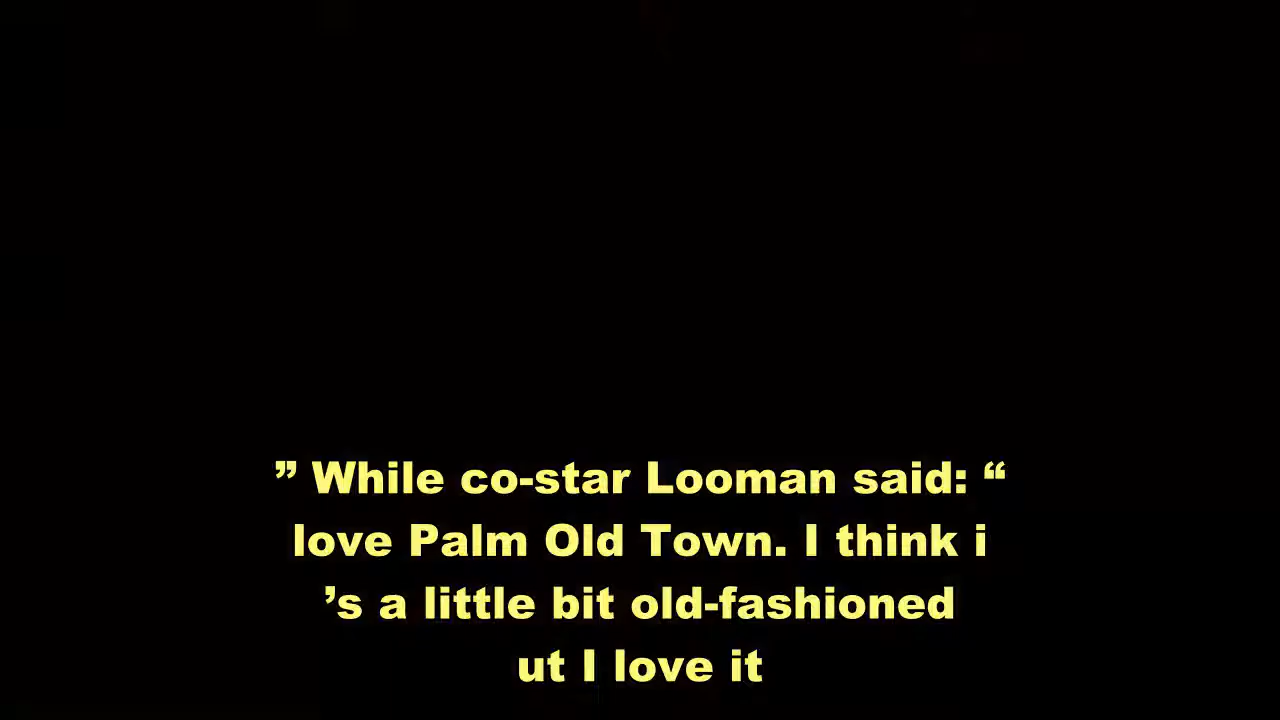 ” While co-star Looman said: “
love Palm Old Town. I think i
’s a little bit old-fashioned
ut I love it